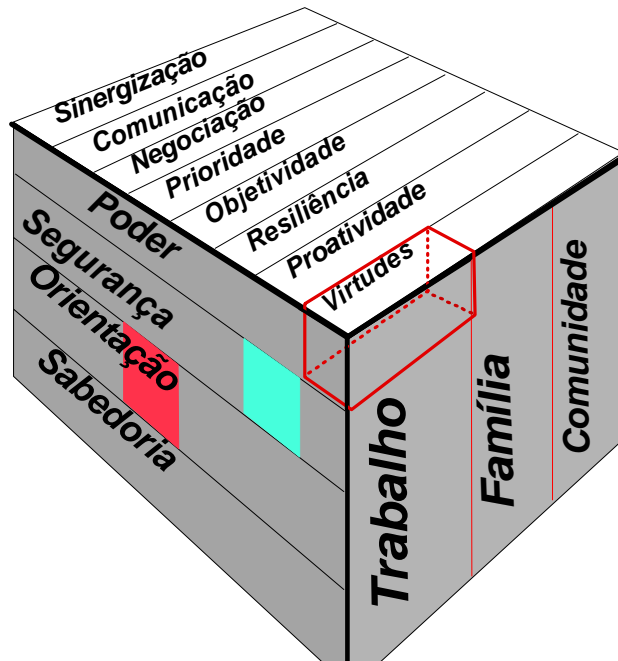 Sinergização
Comunicação
Negociação
Prioridade
Objetividade
Resiliência
Proatividade
Virtudes
Poder
Segurança
Orientação
Sabedoria
Trabalho
Família
Comunidade